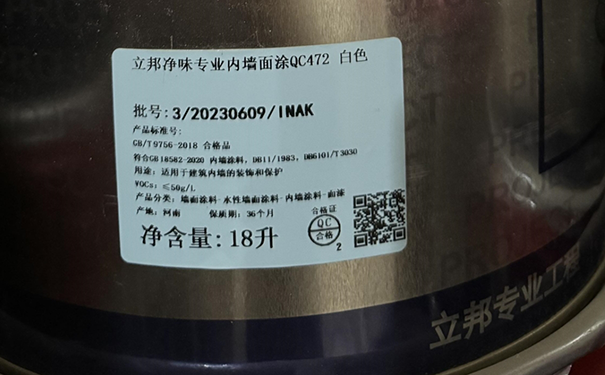 立邦净味专业内墙面涂QC472 白色
批号: 3/20230609/INAK
产品标准号:
GB/T9756-2018 合格品
符合GB18582-2020 内墙涂料, DB11/1983, DB6101/T3030
用途: 适用于建筑内墙的装饰和保护
VOCs: ≤50g/L
产品分类: 墙面涂料-水性墙面涂料-内墙涂料-面漆
产地: 河南 保质期: 36个月
净含量: 18升
合格证
QC
合格
2
立邦专业工程